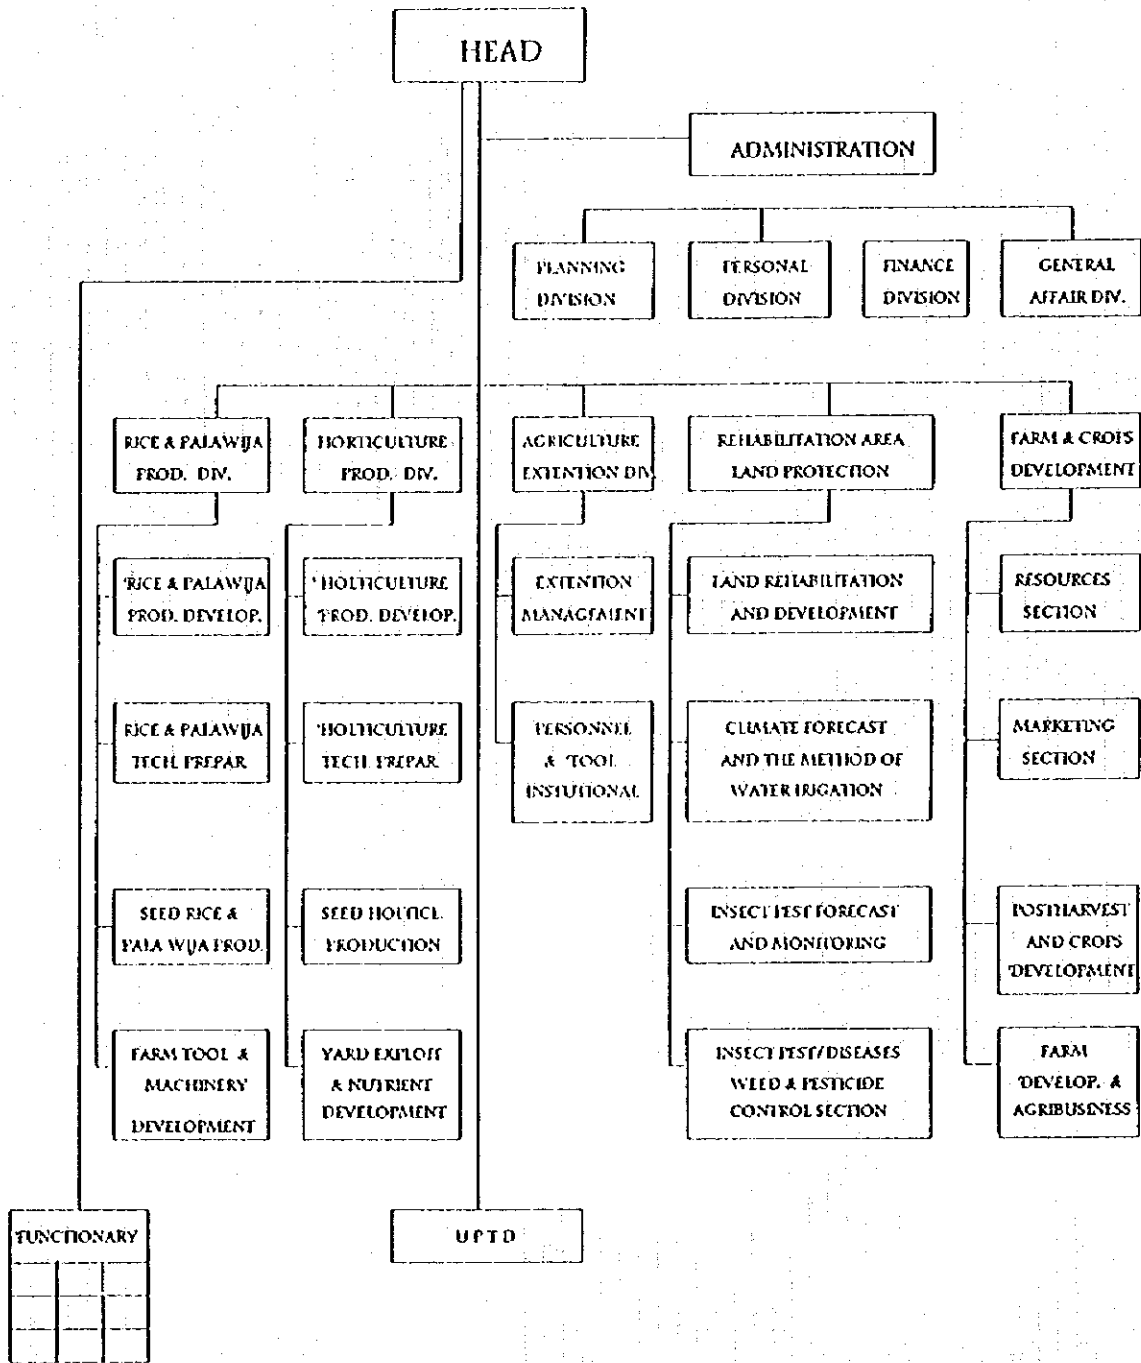 HEAD
ADMINISTRATION
PLANNING
DIVISION
PERSONAL
DIVISION
FINANCE
DIVISION
GENERAL
AFFAIR DIV.
RICE & PALAWIJA
PROD. DIV.
HORTICULTURE
PROD. DIV.
AGRICULTURE
EXTENTION DIV.
REHABILITATION AREA
LAND PROTECTION
FARM & CROPS
DEVELOPMENT
RICE & PALAWIJA
PROD. DEVELOP.
HOLTICULTURE
PROD. DEVELOP.
EXTENTION
MANAGEMENT
LAND REHABILITATION
AND DEVELOPMENT
RESOURCES
SECTION
RICE & PALAWIJA
TECH. PREPAR
HOLTICULTURE
TECH. PREPAR.
PERSONNEL
& TOOL
INSTUTIONAL
CLIMATE FORECAST
AND THE METHOD OF
WATER IRIGATION
MARKETING
SECTION
SEED RICE &
PALA WIJA PROD.
SEED HOLTICL.
PRODUCTION
INSECT PEST FORECAST
AND MONITORING
POSTHARVEST
AND CROPS
DEVELOPMENT
FARM TOOL &
MACHINERY
DEVELOPMENT
YARD EXPLOIT
& NUTRIENT
DEVELOPMENT
INSECT PEST/DISEASES
WEED & PESTICIDE
CONTROL SECTION
FARM
DEVELOP. &
AGRIBUSINESS
FUNCTIONARY
UPTD